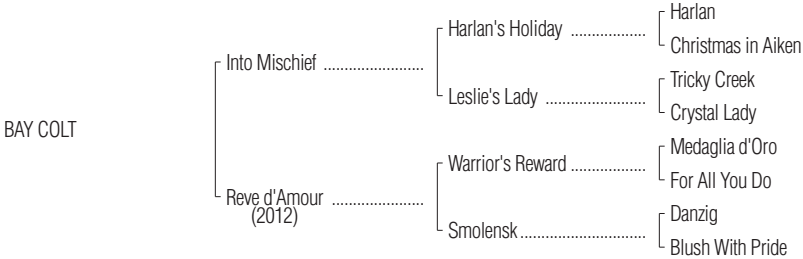 Harlan
Harlan's Holiday ...................
Christmas in Aiken
Into Mischief .........................
Tricky Creek
Leslie's Lady .........................
Crystal Lady
BAY COLT
Medaglia d'Oro
Warrior's Reward ...................
For All You Do
Reve d'Amour .......................
(2012)
Danzig
Smolensk................................
Blush With Pride